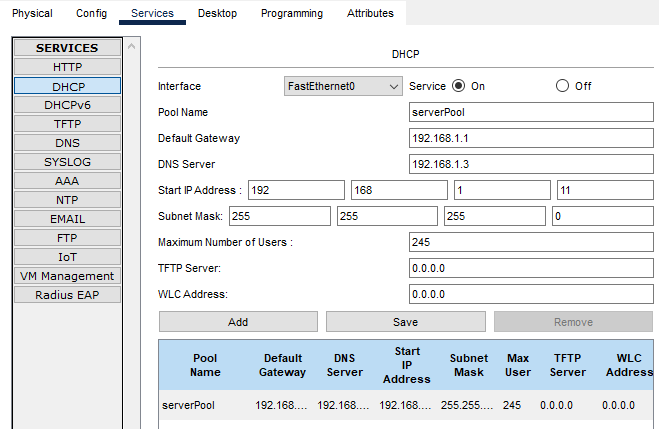 Physical Config Services Desktop Programming Attributes
SERVICES
HTTP
DHCP
DHCPv6
TFTP
DNS
SYSLOG
AAA
NTP
EMAIL
FTP
IoT
VM Management
Radius EAP
DHCP
Interface FastEthernet0 Service On Off
Pool Name serverPool
Default Gateway 192.168.1.1
DNS Server 192.168.1.3
Start IP Address : 192 168 1 11
Subnet Mask: 255 255 255 0
Maximum Number of Users : 245
TFTP Server: 0.0.0.0
WLC Address: 0.0.0.0
Add Save Remove
Pool Name Default Gateway DNS Server Start IP Address Subnet Mask Max User TFTP Server WLC Address
serverPool 192.168.... 192.168.... 192.168.... 255.255.... 245 0.0.0.0 0.0.0.0